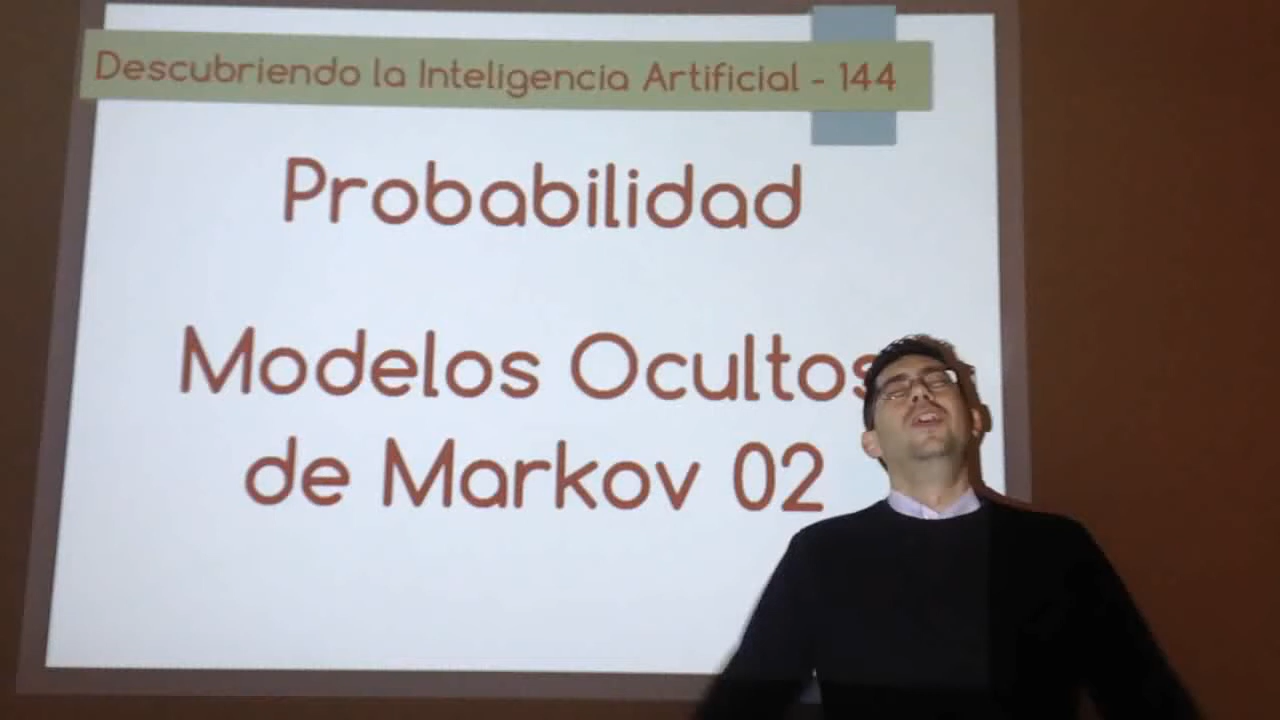 Descubriendo la Inteligencia Artificial - 144
Probabilidad
Modelos Ocultos
de Markov 02